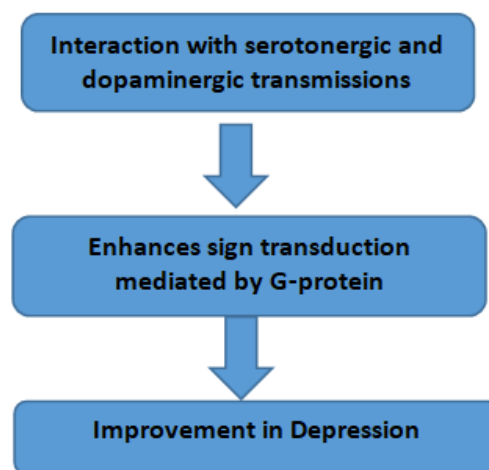 Interaction with serotonergic and
dopaminergic transmissions
Enhances sign transduction
mediated by G-protein
Improvement in Depression